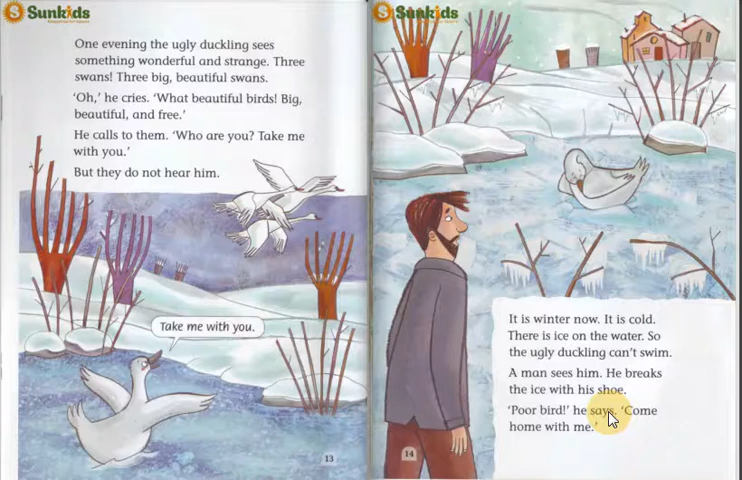 Sunkids
One evening the ugly duckling sees
something wonderful and strange. Three
swans! Three big, beautiful swans.
'Oh,' he cries. 'What beautiful birds! Big,
beautiful, and free.'
He calls to them. 'Who are you? Take me
with you.'
But they do not hear him.
Take me with you.
13
Sunkids
It is winter now. It is cold.
There is ice on the water. So
the ugly duckling can't swim.
A man sees him. He breaks
the ice with his shoe.
'Poor bird!' he says. 'Come
home with me.'
14